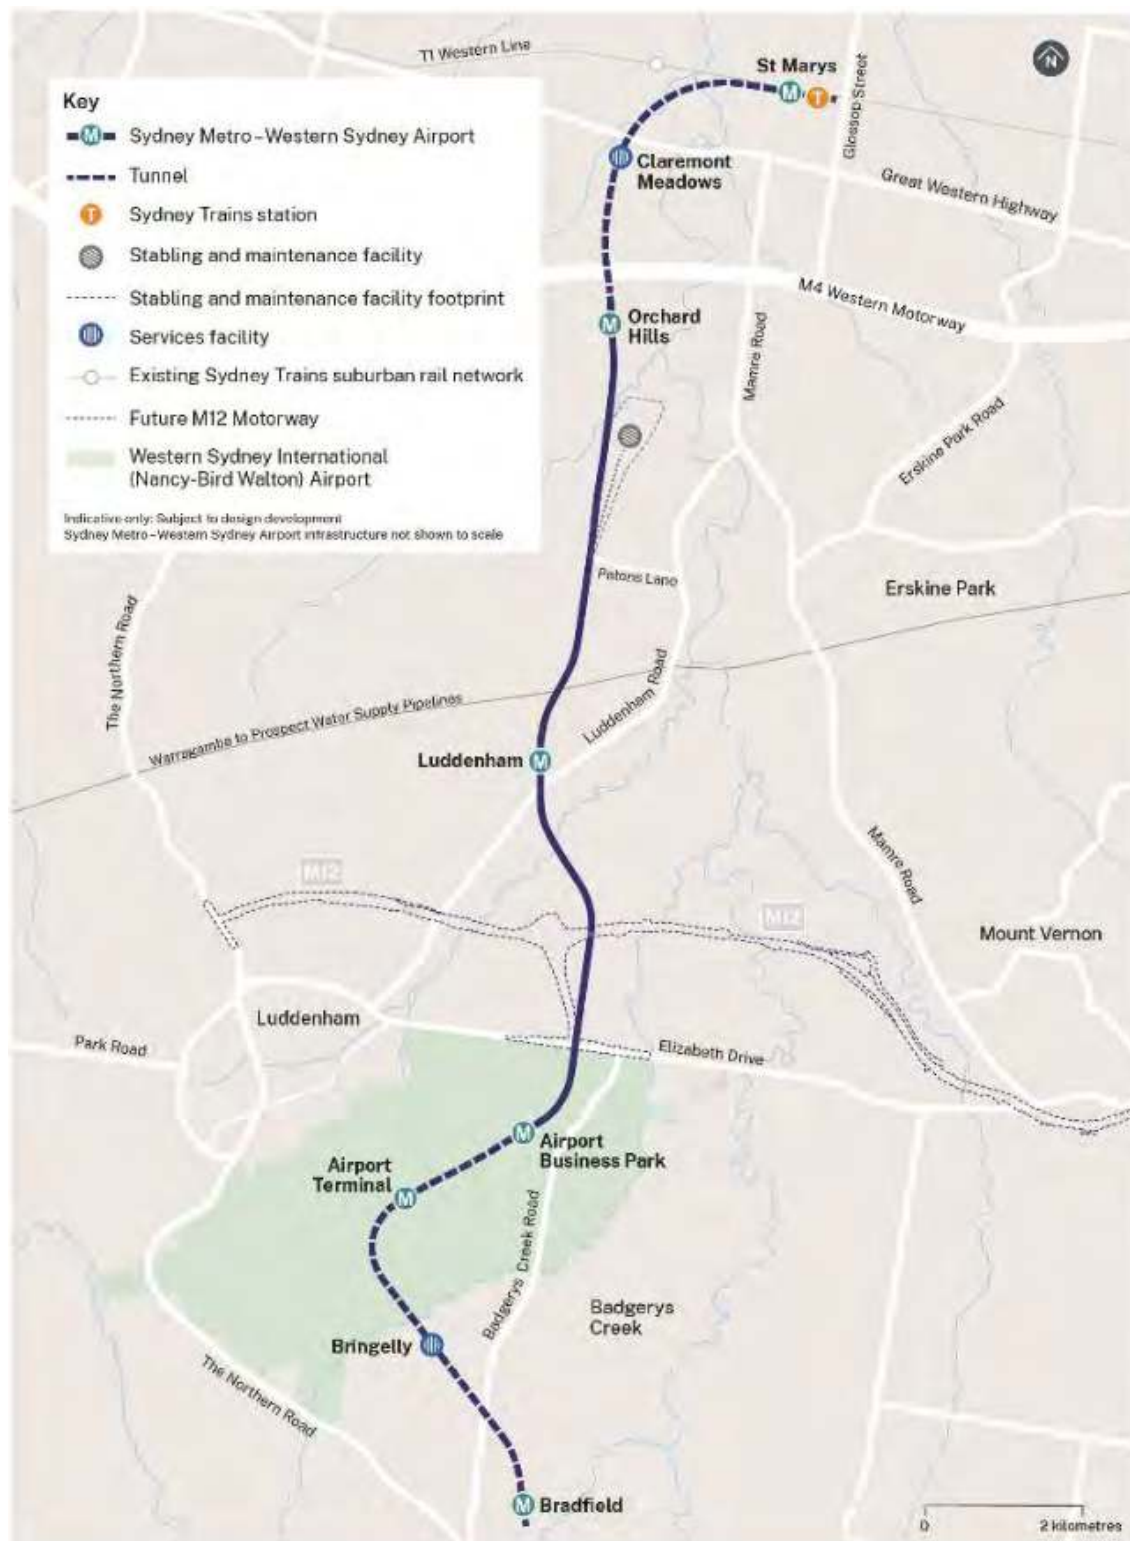 T1 Western Line
St Marys
Glossop Street
N
Key
M Sydney Metro–Western Sydney Airport
Tunnel
T Sydney Trains station
Stabling and maintenance facility
Stabling and maintenance facility footprint
Services facility
Existing Sydney Trains suburban rail network
Future M12 Motorway
Western Sydney International
(Nancy-Bird Walton) Airport
Indicative only: Subject to design development
Sydney Metro–Western Sydney Airport infrastructure not shown to scale
M T
Claremont
Meadows
Great Western Highway
M4 Western Motorway
M Orchard
Hills
Mamre Road
Erskine Park Road
Patons Lane
Erskine Park
The Northern Road
Luddenham Road
Warragamba to Prospect Water Supply Pipelines
Luddenham M
Mamre Road
M12
M12
Mount Vernon
Luddenham
Park Road
Elizabeth Drive
M Airport
Business Park
Airport
Terminal
M
Badgerys Creek Road
Badgerys
Creek
Bringelly
The Northern Road
M Bradfield
0
2 kilometres